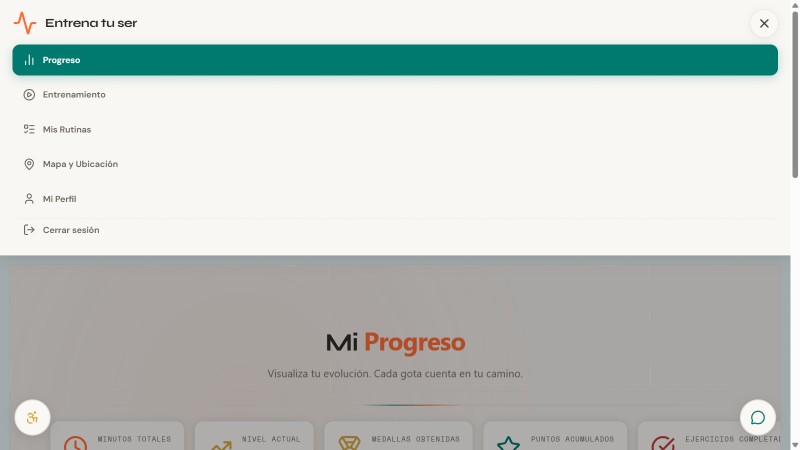 Entrena tu ser
Progreso
Entrenamiento
Mis Rutinas
Mapa y Ubicación
Mi Perfil
Cerrar sesión
Mi Progreso
Visualiza tu evolución. Cada gota cuenta en tu camino.
MINUTOS TOTALES
NIVEL ACTUAL
MEDALLAS OBTENIDAS
PUNTOS ACUMULADOS
EJERCICIOS COMPLETAD